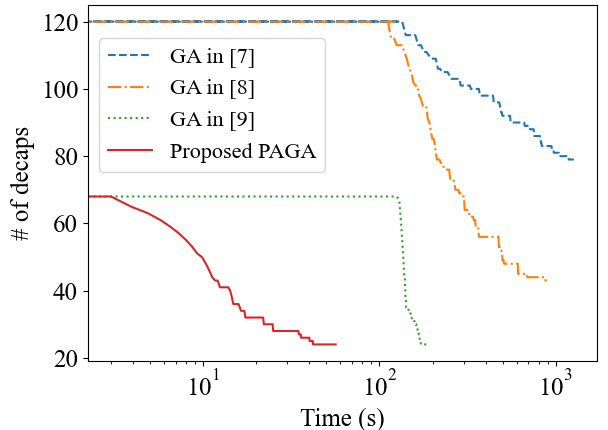 120
100
80
60
40
20
# of decaps
GA in [7]
GA in [8]
GA in [9]
Proposed PAGA
10^1
10^2
10^3
Time (s)